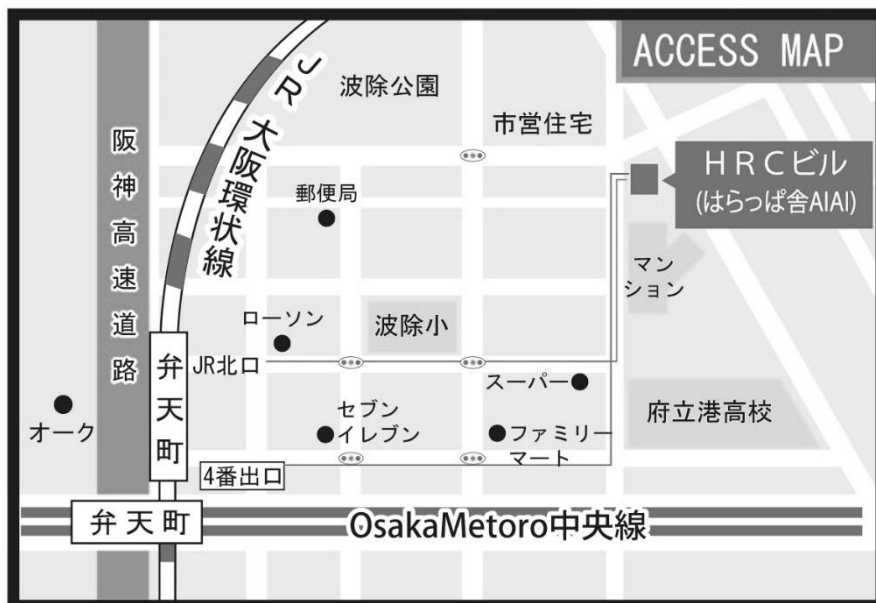 ACCESS MAP
波除公園
市営住宅
JR 大阪環状線
阪神高速道路
郵便局
HRCビル
(はらっぱ舎AIAI)
マン
ション
ローソン
波除小
JR北口
スーパー
弁天町
オーク
セブン
イレブン
ファミリー
マート
府立港高校
4番出口
弁天町
OsakaMetoro中央線